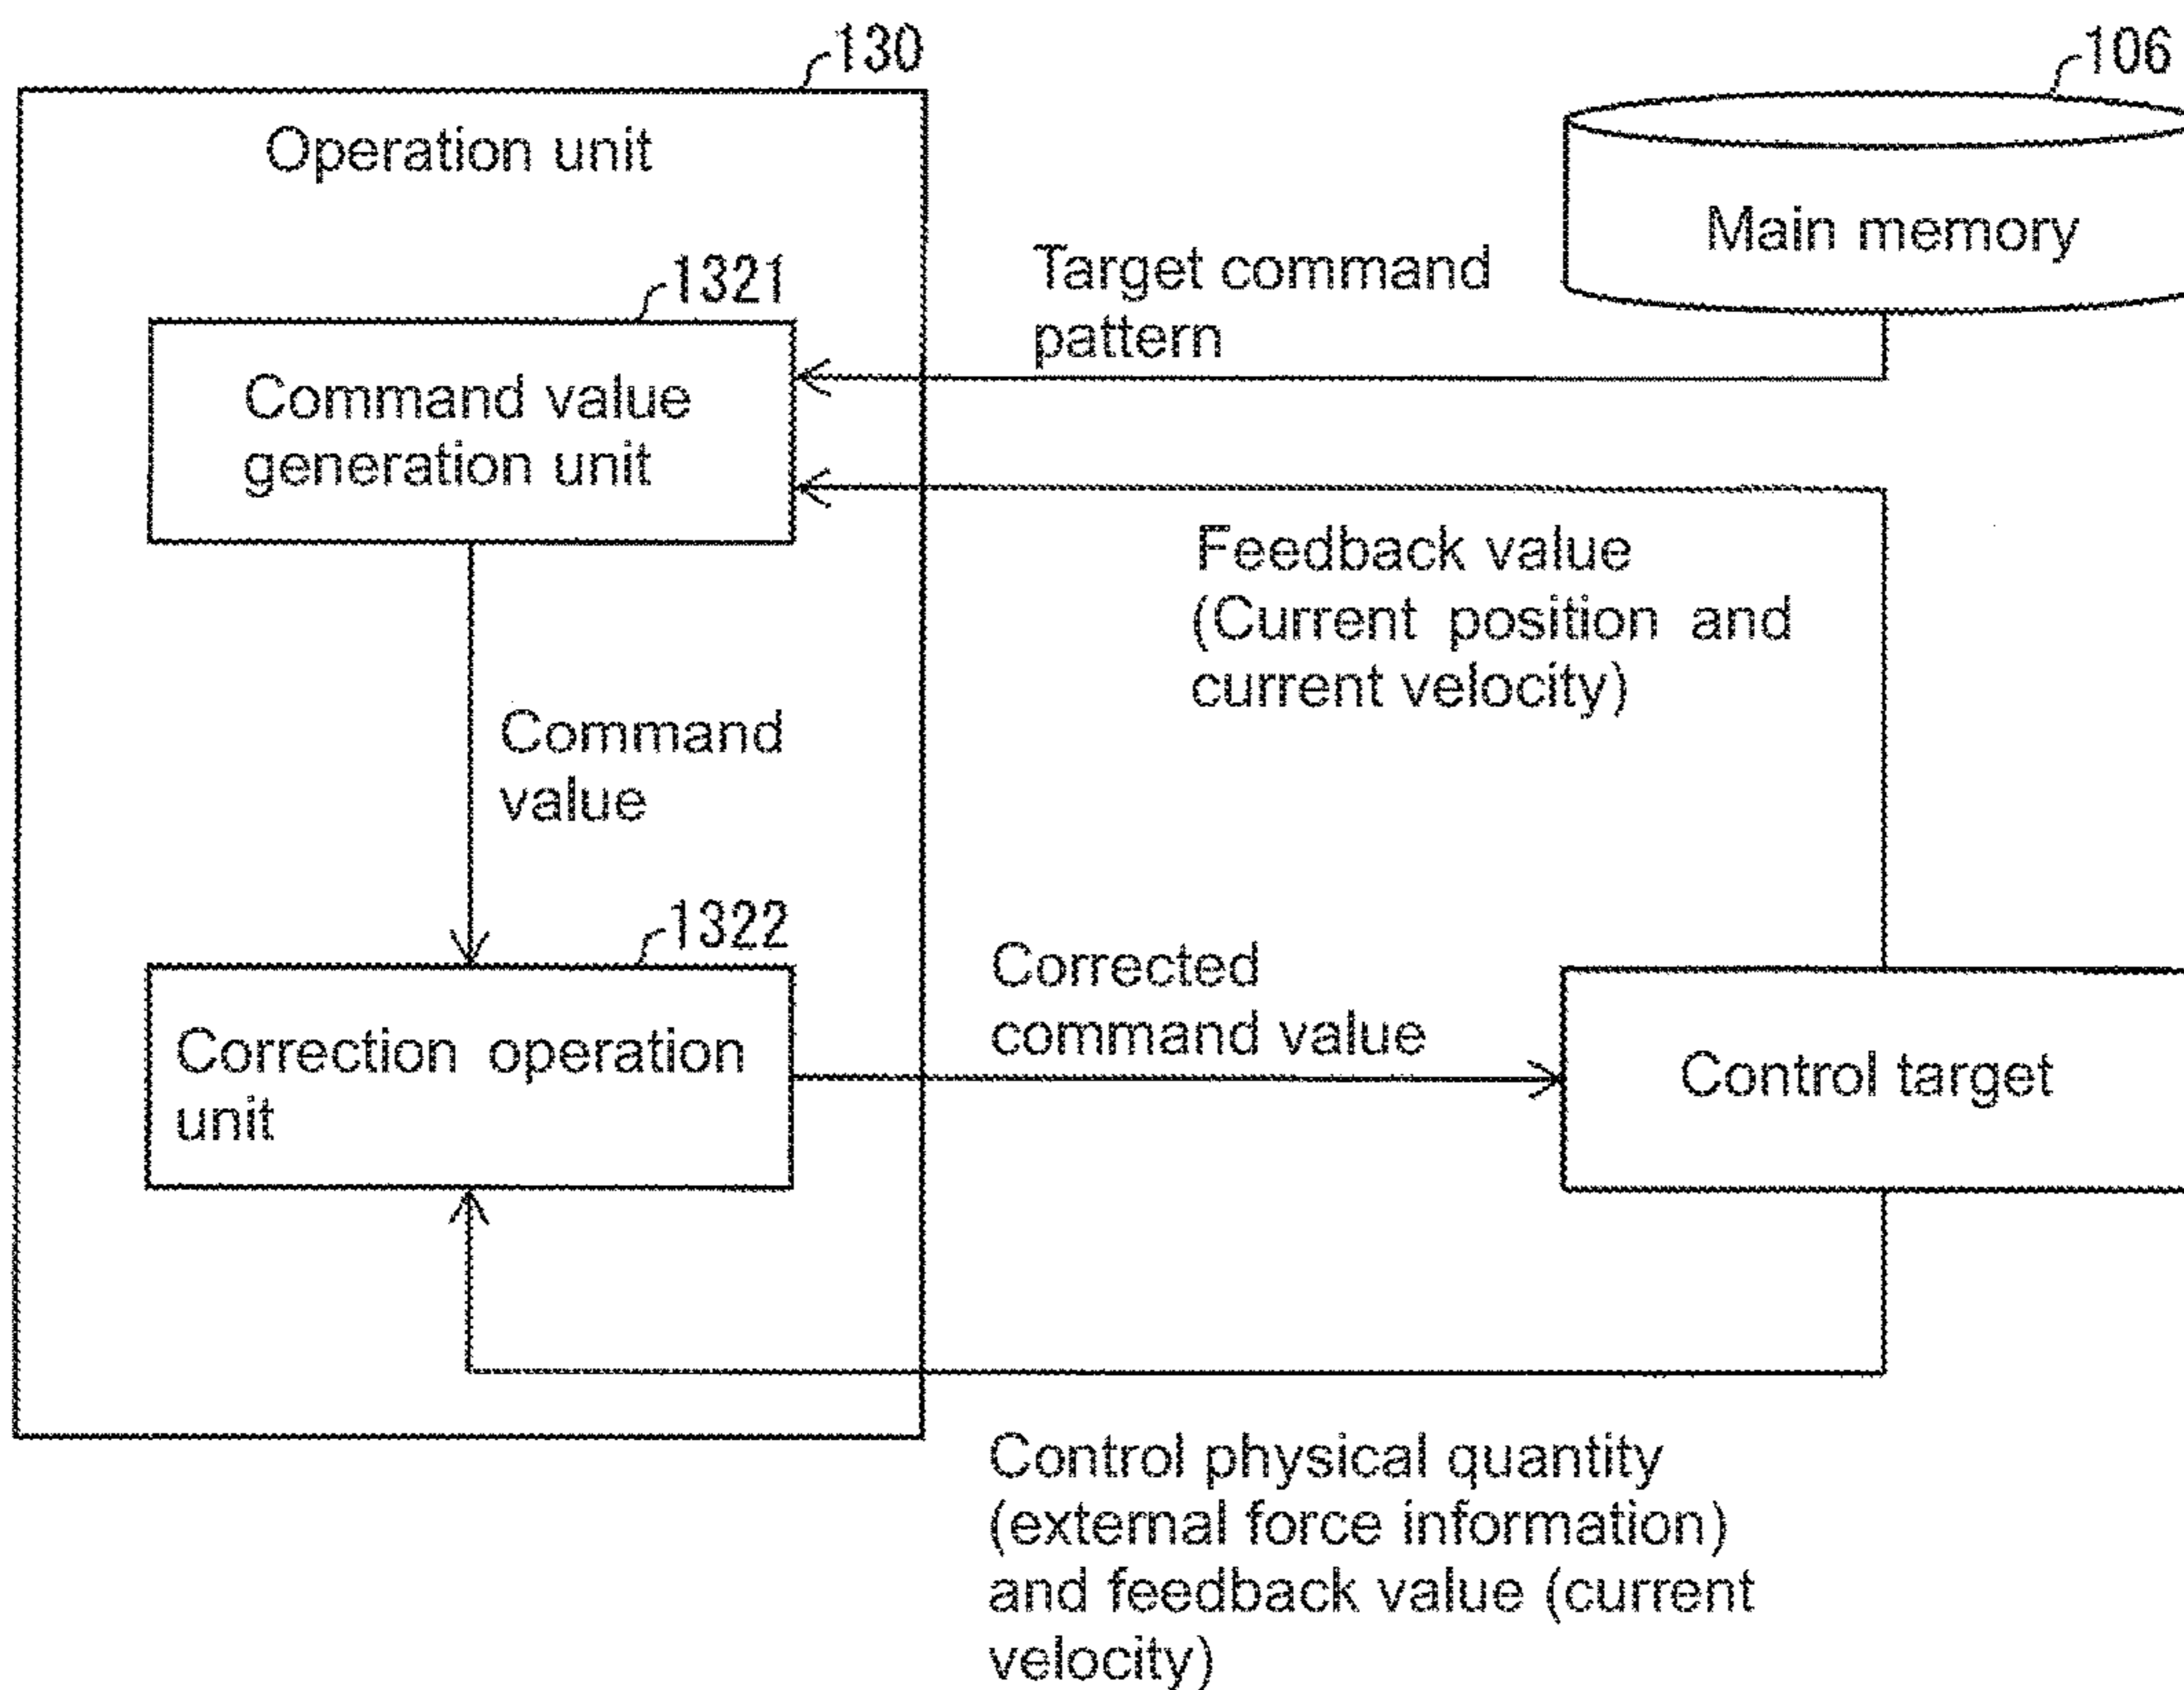 130
106
Operation unit
Main memory
1321
Target command
pattern
Command value
generation unit
Feedback value
(Current position and
current velocity)
Command
value
1322
Corrected
command value
Correction operation
unit
Control target
Control physical quantity
(external force information)
and feedback value (current
velocity)